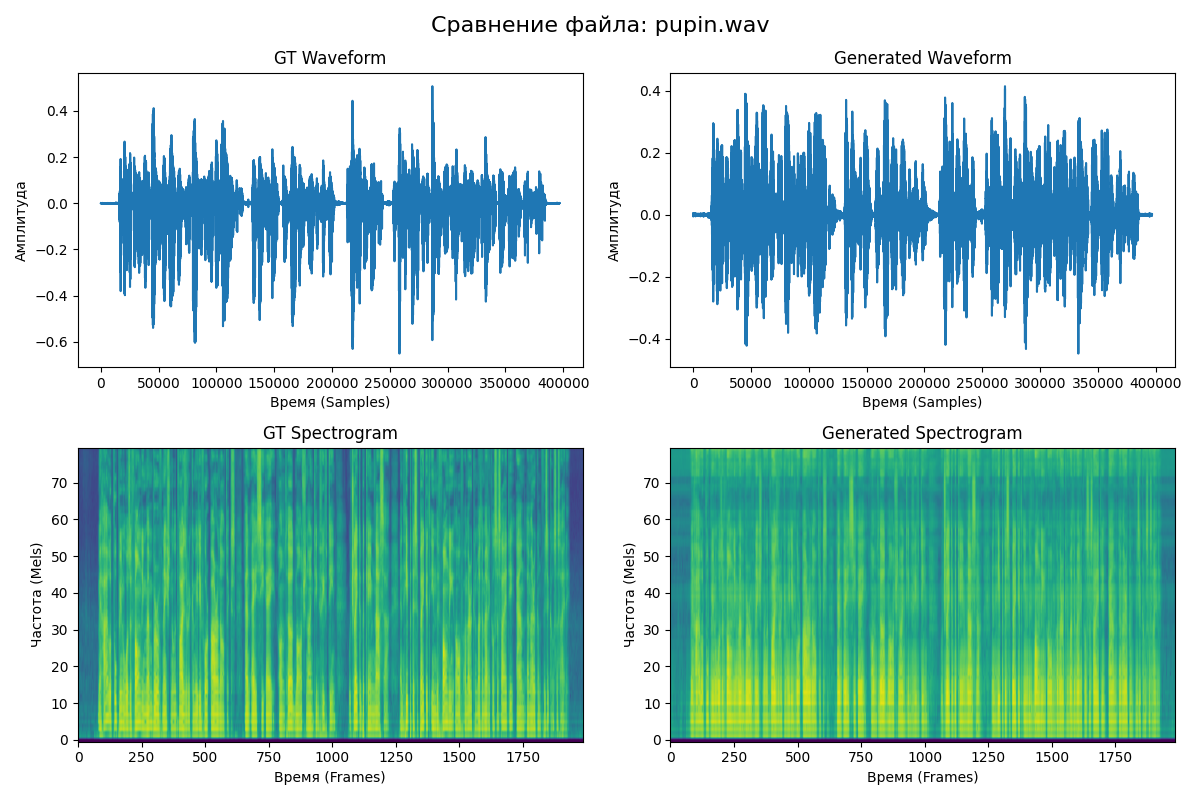 Сравнение файла: pupin.wav
GT Waveform
Амплитуда
0.4
0.2
0.0
−0.2
−0.4
−0.6
0 50000 100000 150000 200000 250000 300000 350000 400000
Время (Samples)
Generated Waveform
Амплитуда
0.4
0.2
0.0
−0.2
−0.4
0 50000 100000 150000 200000 250000 300000 350000 400000
Время (Samples)
GT Spectrogram
Частота (Mels)
70
60
50
40
30
20
10
0
0 250 500 750 1000 1250 1500 1750
Время (Frames)
Generated Spectrogram
Частота (Mels)
70
60
50
40
30
20
10
0
0 250 500 750 1000 1250 1500 1750
Время (Frames)